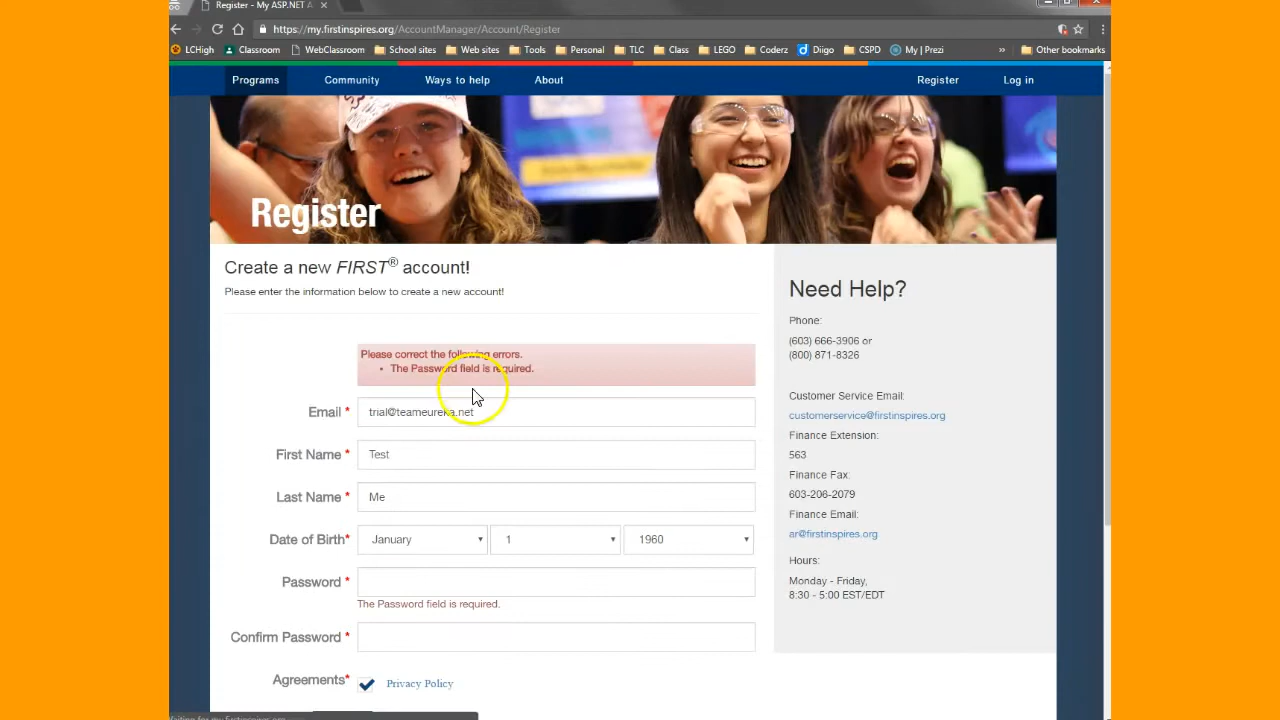 Register - My ASP.NET A
https://my.firstinspires.org/AccountManager/Account/Register
LCHigh Classroom WebClassroom School sites Web sites Tools Personal TLC Class LEGO Coderz Diigo CSPD My | Prezi » Other bookmarks
Programs Community Ways to help About Register Log in
Register
Create a new FIRST® account!
Please enter the information below to create a new account!
Please correct the following errors.
• The Password field is required.
Email * trial@teameureka.net
First Name * Test
Last Name * Me
Date of Birth* January 1 1960
Password *
The Password field is required.
Confirm Password *
Agreements* Privacy Policy
Need Help?
Phone:
(603) 666-3906 or
(800) 871-8326
Customer Service Email:
customerservice@firstinspires.org
Finance Extension:
563
Finance Fax:
603-206-2079
Finance Email:
ar@firstinspires.org
Hours:
Monday - Friday,
8:30 - 5:00 EST/EDT